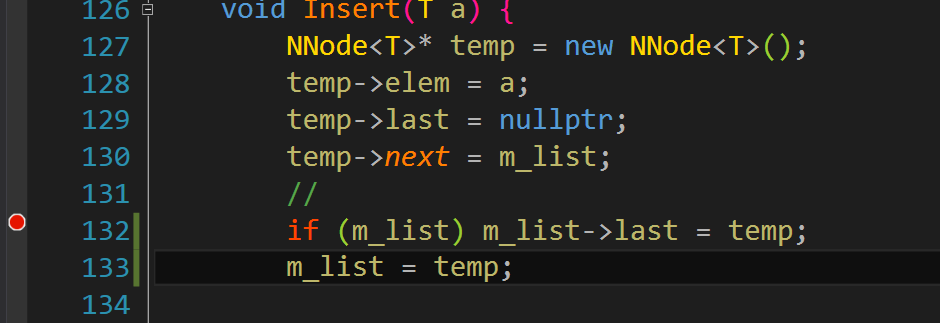 126 void Insert(T a) {
127 NNode<T>* temp = new NNode<T>();
128 temp->elem = a;
129 temp->last = nullptr;
130 temp->next = m_list;
131 //
132 if (m_list) m_list->last = temp;
133 m_list = temp;
134